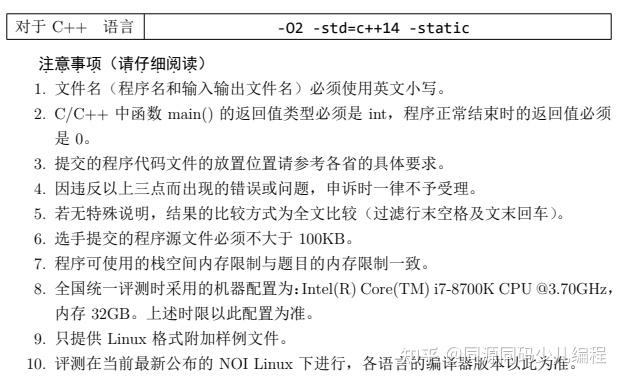 对于 C++ 语言 -O2 -std=c++14 -static
注意事项（请仔细阅读）
1. 文件名（程序名和输入输出文件名）必须使用英文小写。
2. C/C++ 中函数 main() 的返回值类型必须是 int，程序正常结束时的返回值必须
是 0。
3. 提交的程序代码文件的放置位置请参考各省的具体要求。
4. 因违反以上三点而出现的错误或问题，申诉时一律不予受理。
5. 若无特殊说明，结果的比较方式为全文比较（过滤行末空格及文末回车）。
6. 选手提交的程序源文件必须不大于 100KB。
7. 程序可使用的栈空间内存限制与题目的内存限制一致。
8. 全国统一评测时采用的机器配置为：Intel(R) Core(TM) i7-8700K CPU @3.70GHz，
内存 32GB。上述时限以此配置为准。
9. 只提供 Linux 格式附加样例文件。
10. 评测在当前最新公布的 NOI Linux 下进行，各语言的编译器版本以此为准。
知乎 @同源同码少儿编程